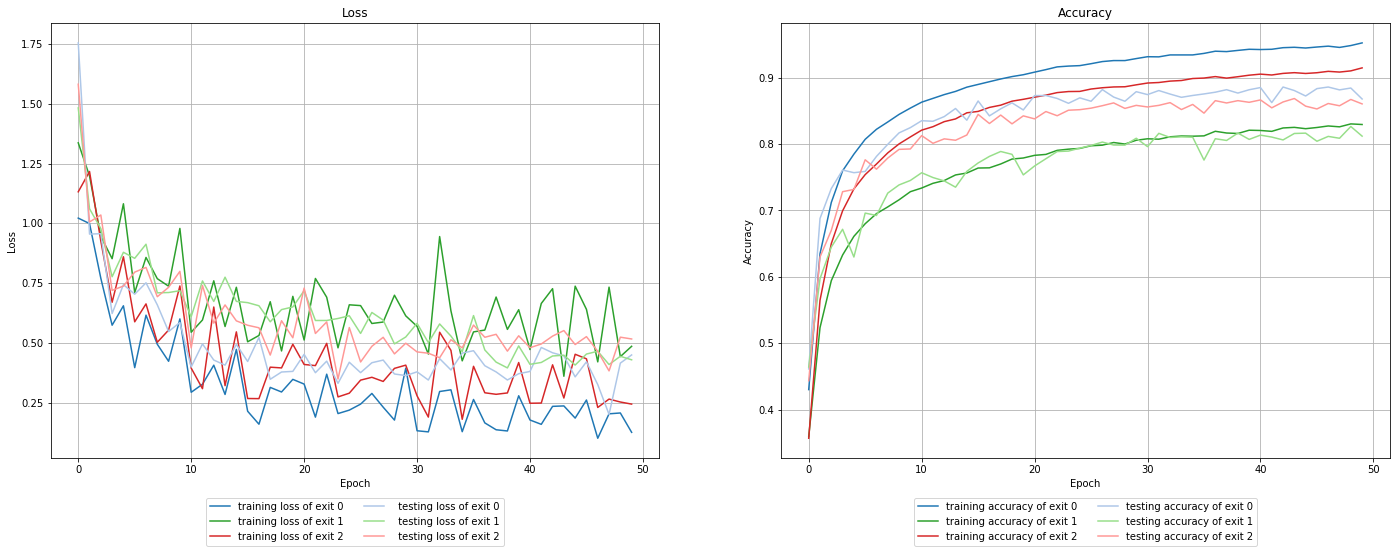 Loss
1.75
1.50
1.25
1.00
0.75
0.50
0.25
Loss
0 10 20 30 40 50
Epoch
training loss of exit 0 testing loss of exit 0
training loss of exit 1 testing loss of exit 1
training loss of exit 2 testing loss of exit 2
Accuracy
0.9
0.8
0.7
0.6
0.5
0.4
Accuracy
0 10 20 30 40 50
Epoch
training accuracy of exit 0 testing accuracy of exit 0
training accuracy of exit 1 testing accuracy of exit 1
training accuracy of exit 2 testing accuracy of exit 2